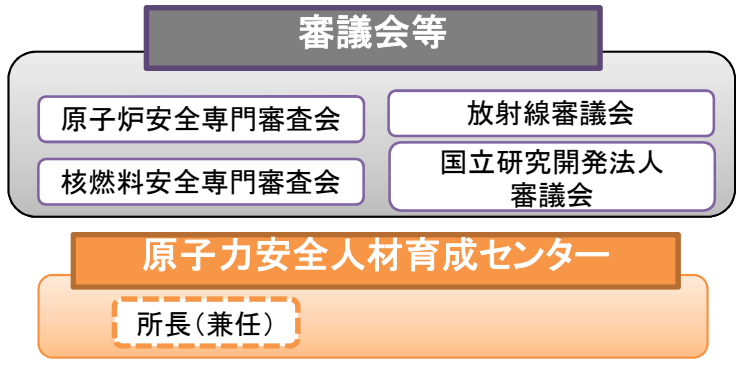 審議会等
原子炉安全専門審査会
放射線審議会
核燃料安全専門審査会
国立研究開発法人
審議会
原子力安全人材育成センター
所長（兼任）